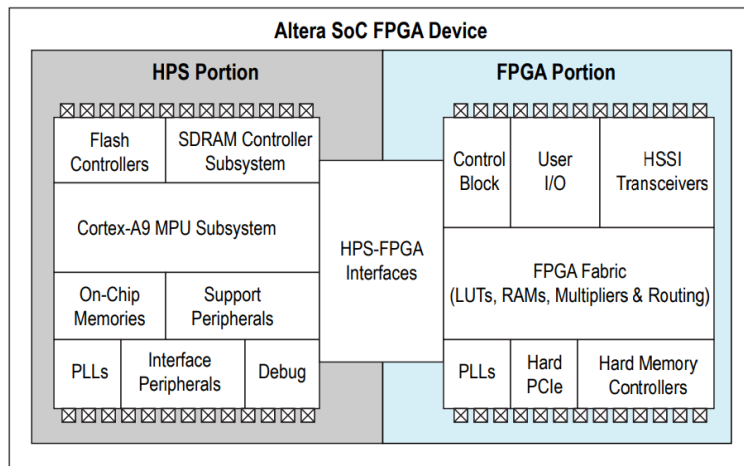 Altera SoC FPGA Device
HPS Portion
FPGA Portion
Flash
Controllers
SDRAM Controller
Subsystem
Cortex-A9 MPU Subsystem
On-Chip
Memories
Support
Peripherals
PLLs
Interface
Peripherals
Debug
HPS-FPGA
Interfaces
Control
Block
User
I/O
HSSI
Transceivers
FPGA Fabric
(LUTs, RAMs, Multipliers & Routing)
PLLs
Hard
PCIe
Hard Memory
Controllers